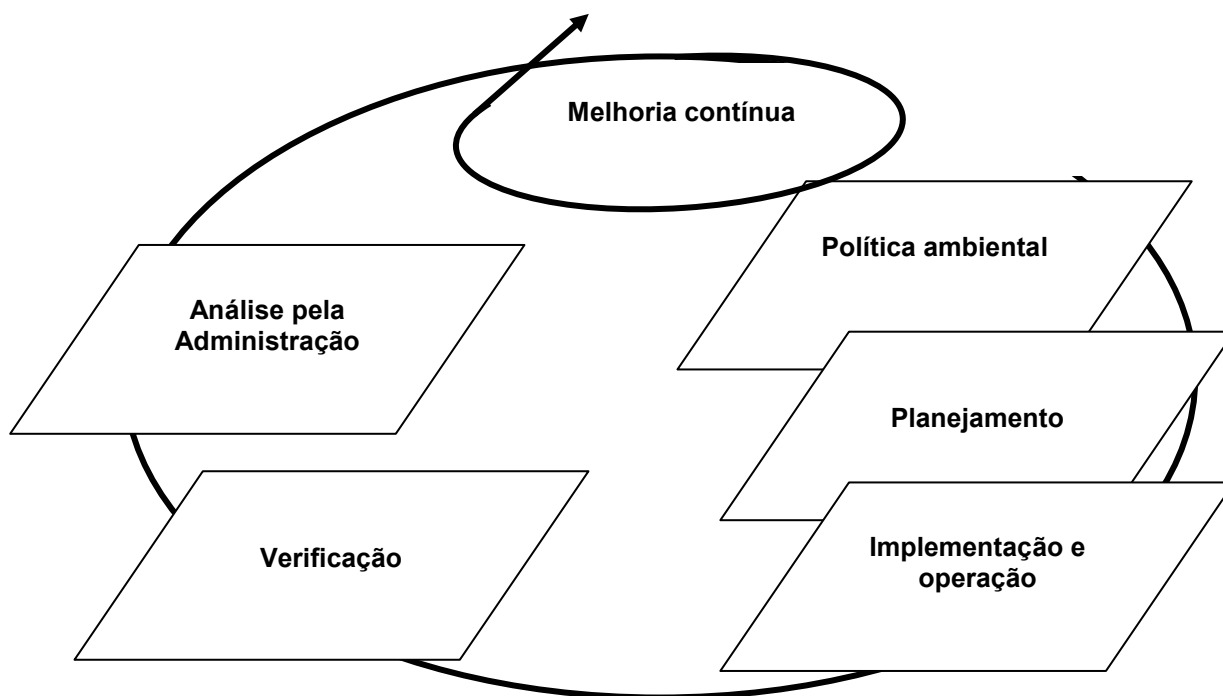 Melhoria contínua
Política ambiental
Planejamento
Implementação e
operação
Verificação
Análise pela
Administração